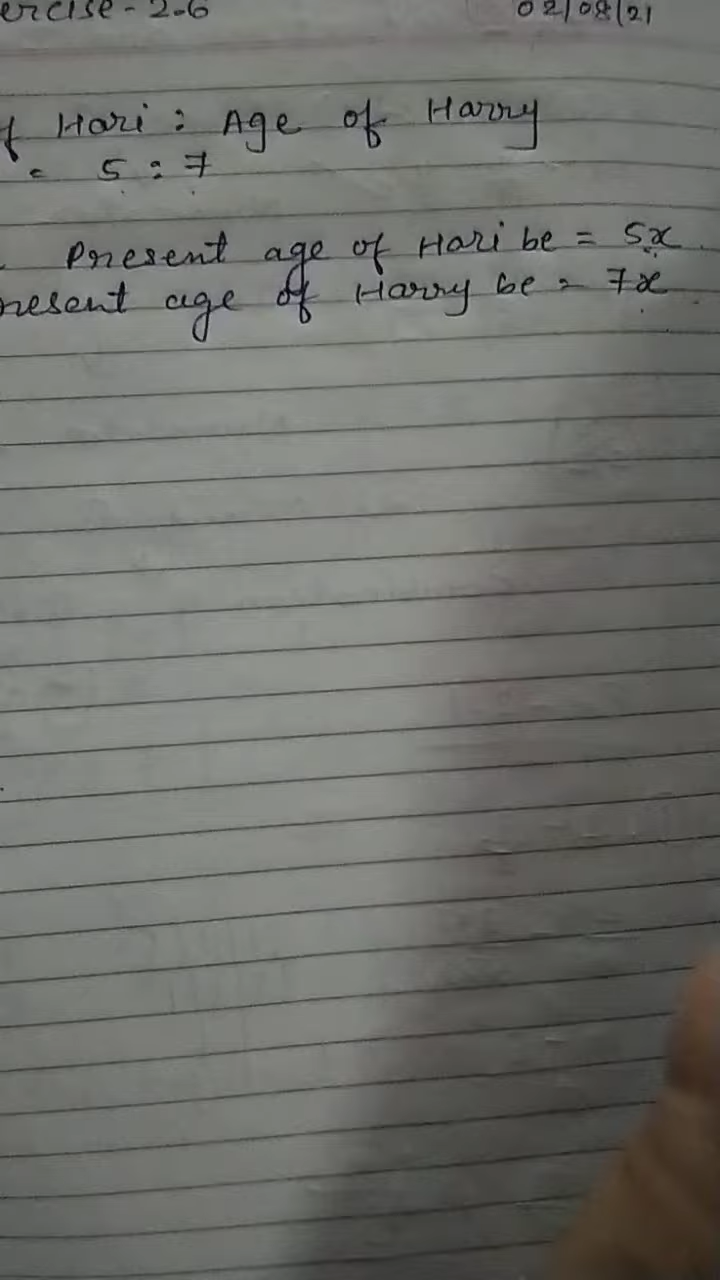 ercise - 2.6 02/08/21
f Hari : Age of Harry
= 5 : 7
Present age of Hari be = 5x
resent age of Harry be = 7x